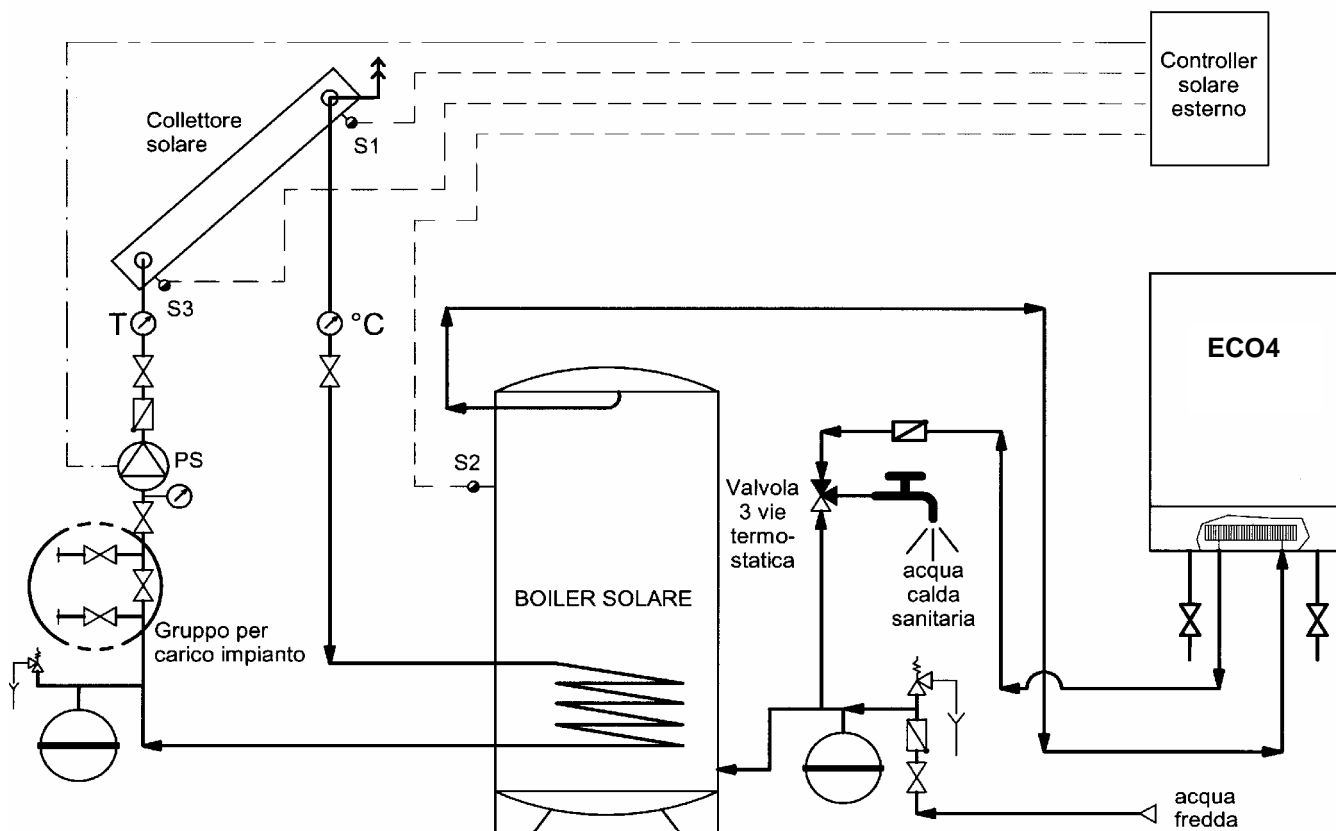 Controller
solare
esterno
Collettore
solare
S1
S3
T
°C
ECO4
PS
S2
Valvola
3 vie
termo-
statica
acqua
calda
sanitaria
BOILER SOLARE
Gruppo per
carico impianto
acqua
fredda